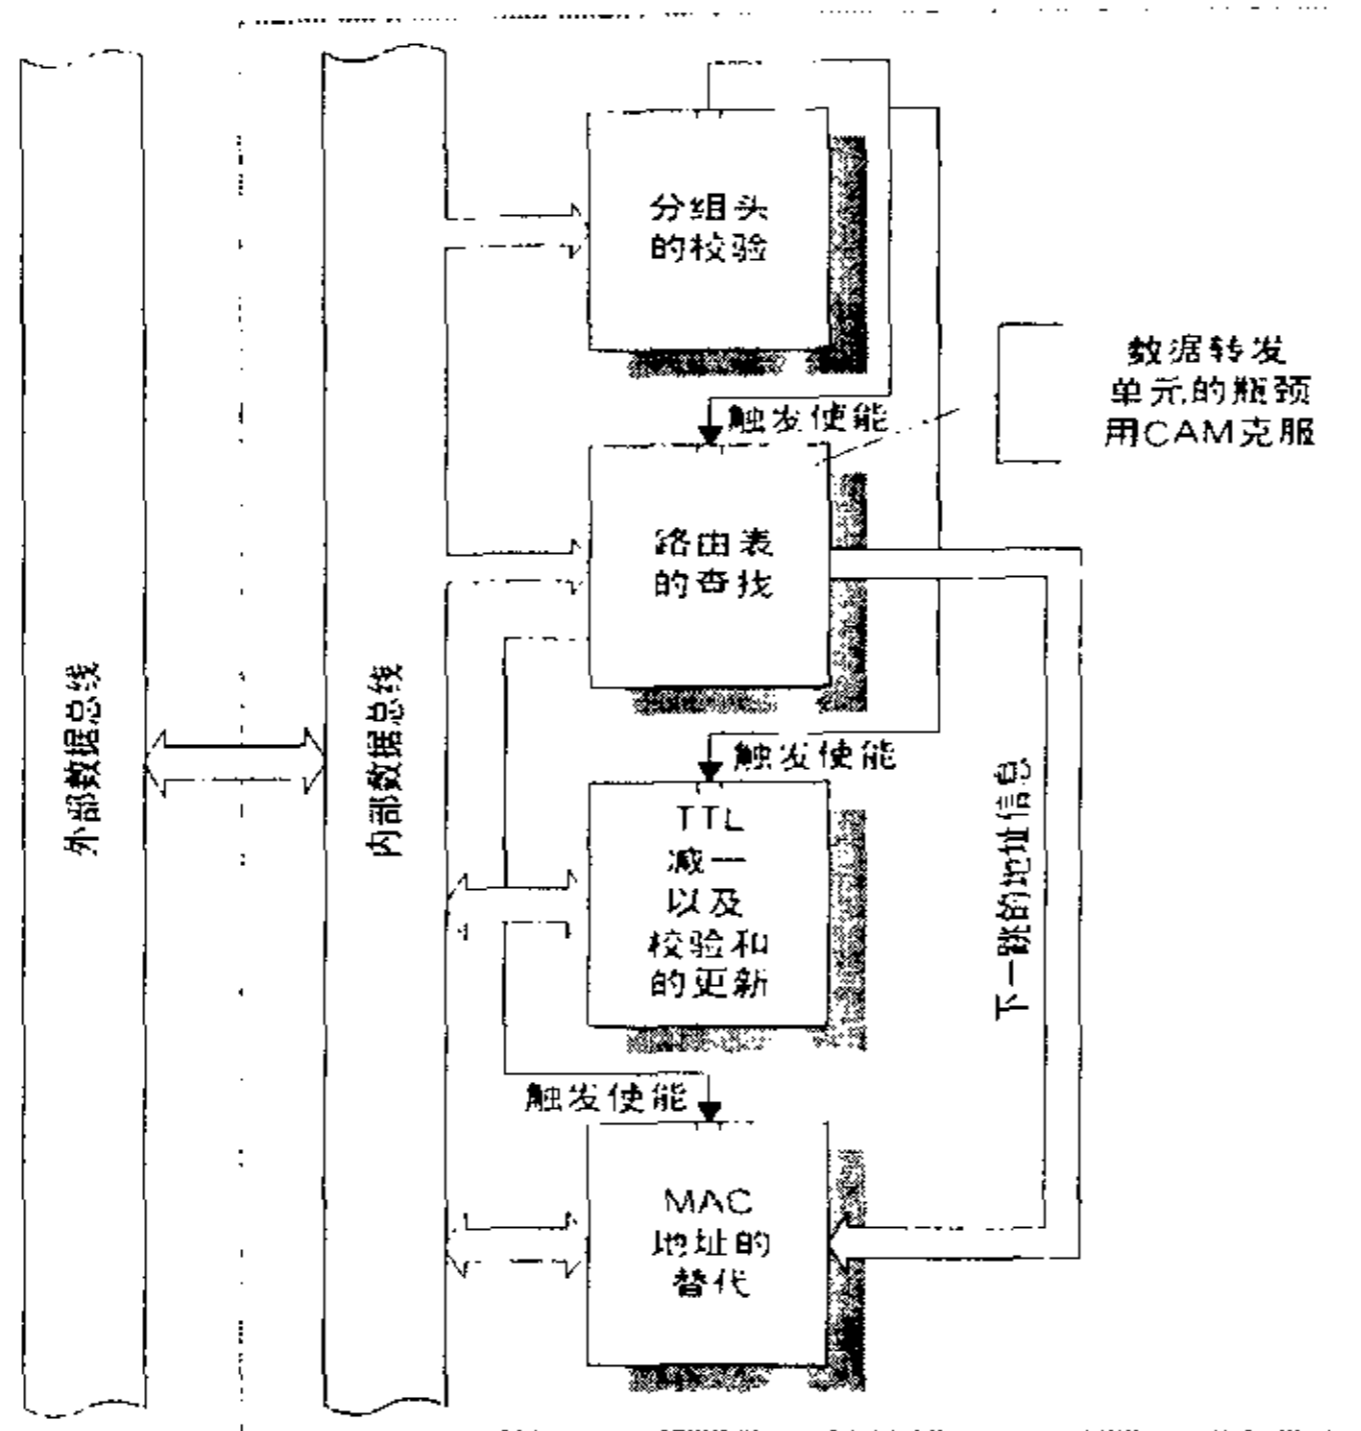 分组头
的校验
数据转发
单元的瓶颈
用CAM克服
触发使能
路由表
的查找
外部数据总线
内部数据总线
触发使能
TTL
减一
以及
校验和
的更新
下一跳的地址信息
触发使能
MAC
地址的
替代